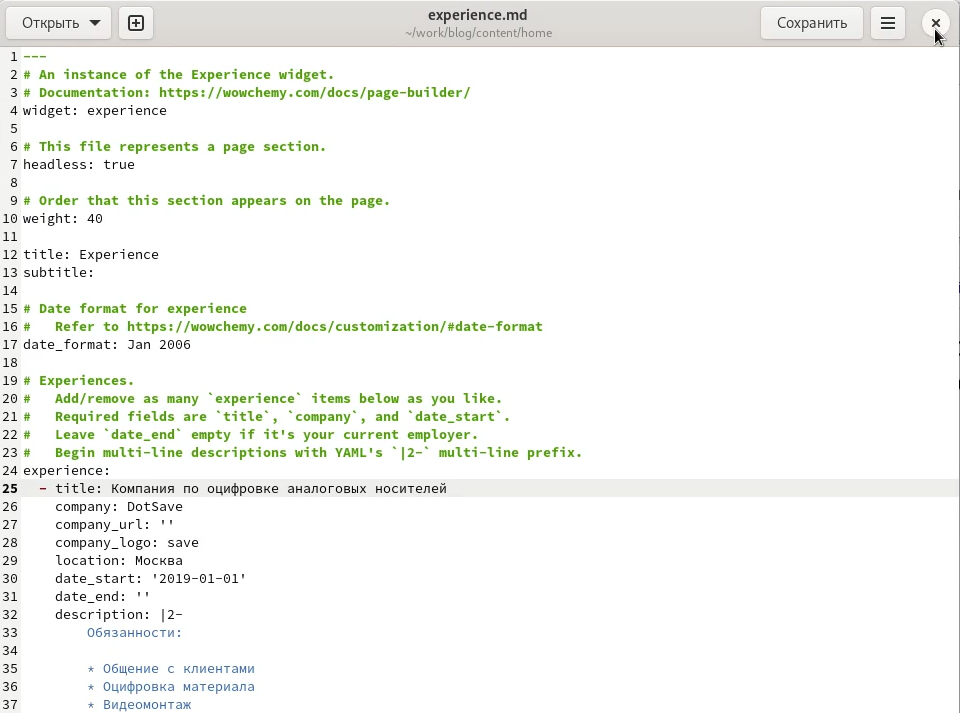 Открыть
experience.md
~/work/blog/content/home
Сохранить
1 ---
2 # An instance of the Experience widget.
3 # Documentation: https://wowchemy.com/docs/page-builder/
4 widget: experience
5
6 # This file represents a page section.
7 headless: true
8
9 # Order that this section appears on the page.
10 weight: 40
11
12 title: Experience
13 subtitle:
14
15 # Date format for experience
16 #   Refer to https://wowchemy.com/docs/customization/#date-format
17 date_format: Jan 2006
18
19 # Experiences.
20 #   Add/remove as many `experience` items below as you like.
21 #   Required fields are `title`, `company`, and `date_start`.
22 #   Leave `date_end` empty if it's your current employer.
23 #   Begin multi-line descriptions with YAML's `|2-` multi-line prefix.
24 experience:
25   - title: Компания по оцифровке аналоговых носителей
26     company: DotSave
27     company_url: ''
28     company_logo: save
29     location: Москва
30     date_start: '2019-01-01'
31     date_end: ''
32     description: |2-
33         Обязанности:
34
35         * Общение с клиентами
36         * Оцифровка материала
37         * Видеомонтаж